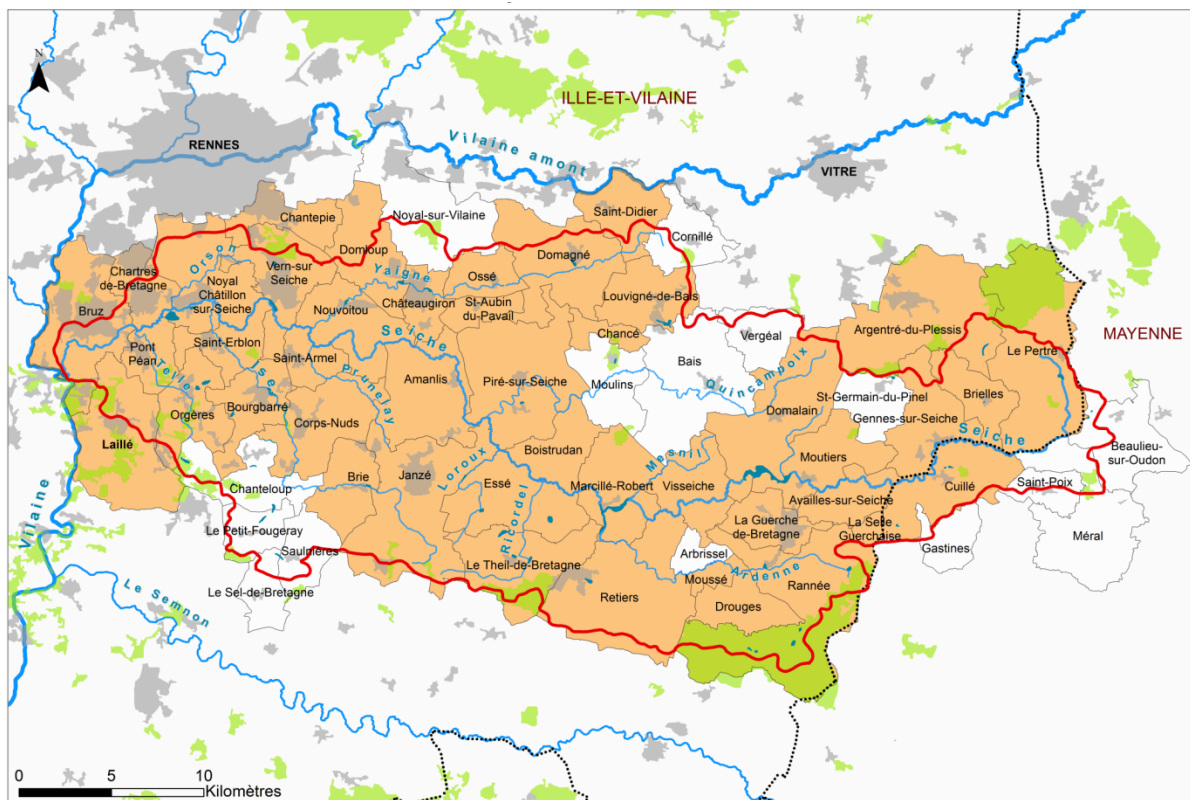 N
ILLE-ET-VILAINE
RENNES
Vilaine amont
VITRE
Chantepie
Noyal-sur-Vilaine
Saint-Didier
Cornillé
Domloup
Domagné
Orson
Chartres
de-Bretagne
Noyal
Châtillon
sur-Seiche
Vern-sur
Seiche
Yaigne
Ossé
Châteaugiron
St-Aubin
du-Pavail
Louvigné-de-Bais
Nouvoitou
Bruz
Chancé
Vergéal
Argentré-du-Plessis
MAYENNE
Le Pertre
Pont
Péan
Saint-Erblon
Saint-Armel
Seiche
Bais
Telle
Ise
Prunelay
Amanlis
Piré-sur-Seiche
Moulins
Quincampoix
St-Germain-du-Pinel
Brielles
Orgères
Bourgbarré
Domalain
Gennes-sur-Seiche
Corps-Nuds
Seiche
Laillé
Boistrudan
Mesnil
Moutiers
Beaulieu-
sur-Oudon
Brie
Janzé
Loroux
Essé
Marcillé-Robert
Visseiche
Cuillé
Saint-Poix
Chanteloup
Ricordel
Availles-sur-Seiche
Vilaine
Le Petit-Fougeray
La Guerche
de-Bretagne
La Selle
Guerchaise
Gastines
Méral
Saulnières
Arbrissel
Le Theil-de-Bretagne
Moussé
Ardenne
Rannée
Le Sel-de-Bretagne
Retiers
Drouges
Le Semnon
0 5 10
Kilomètres